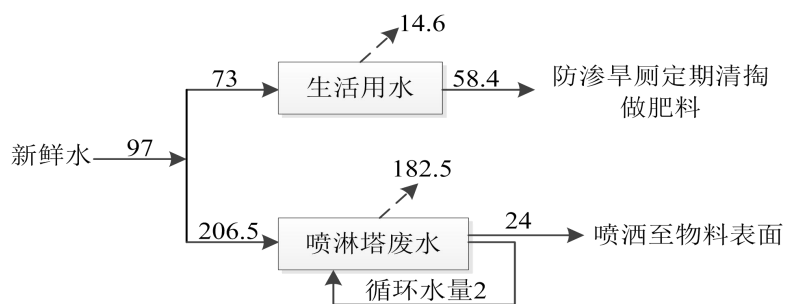 14.6
73
生活用水
58.4
防渗旱厕定期清掏
做肥料
新鲜水
97
182.5
206.5
喷淋塔废水
24
喷洒至物料表面
循环水量2